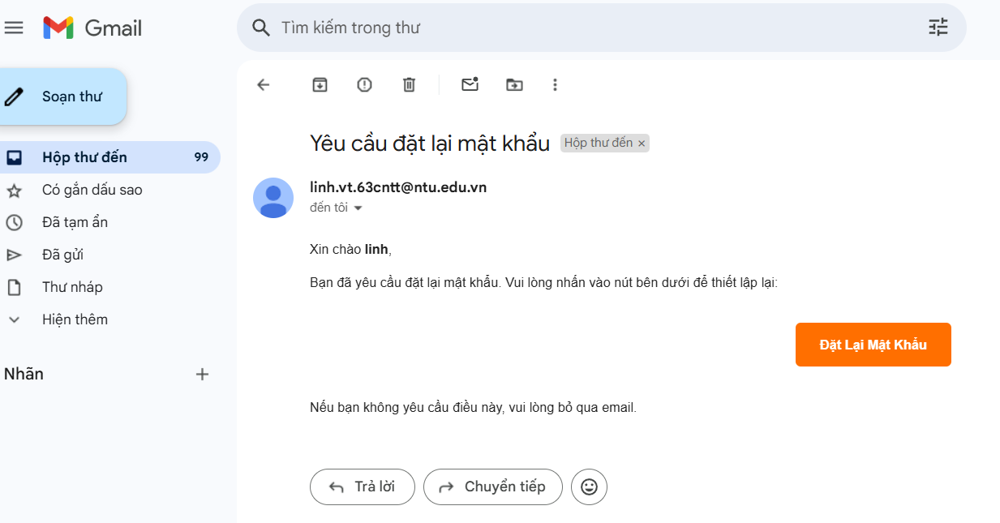 Gmail
Tìm kiếm trong thư
Soạn thư
Hộp thư đến 99
Có gắn dấu sao
Đã tạm ẩn
Đã gửi
Thư nháp
Hiện thêm
Nhãn
Yêu cầu đặt lại mật khẩu Hộp thư đến ×
linh.vt.63cntt@ntu.edu.vn
đến tôi
Xin chào linh,
Bạn đã yêu cầu đặt lại mật khẩu. Vui lòng nhấn vào nút bên dưới để thiết lập lại:
Đặt Lại Mật Khẩu
Nếu bạn không yêu cầu điều này, vui lòng bỏ qua email.
Trả lời Chuyển tiếp